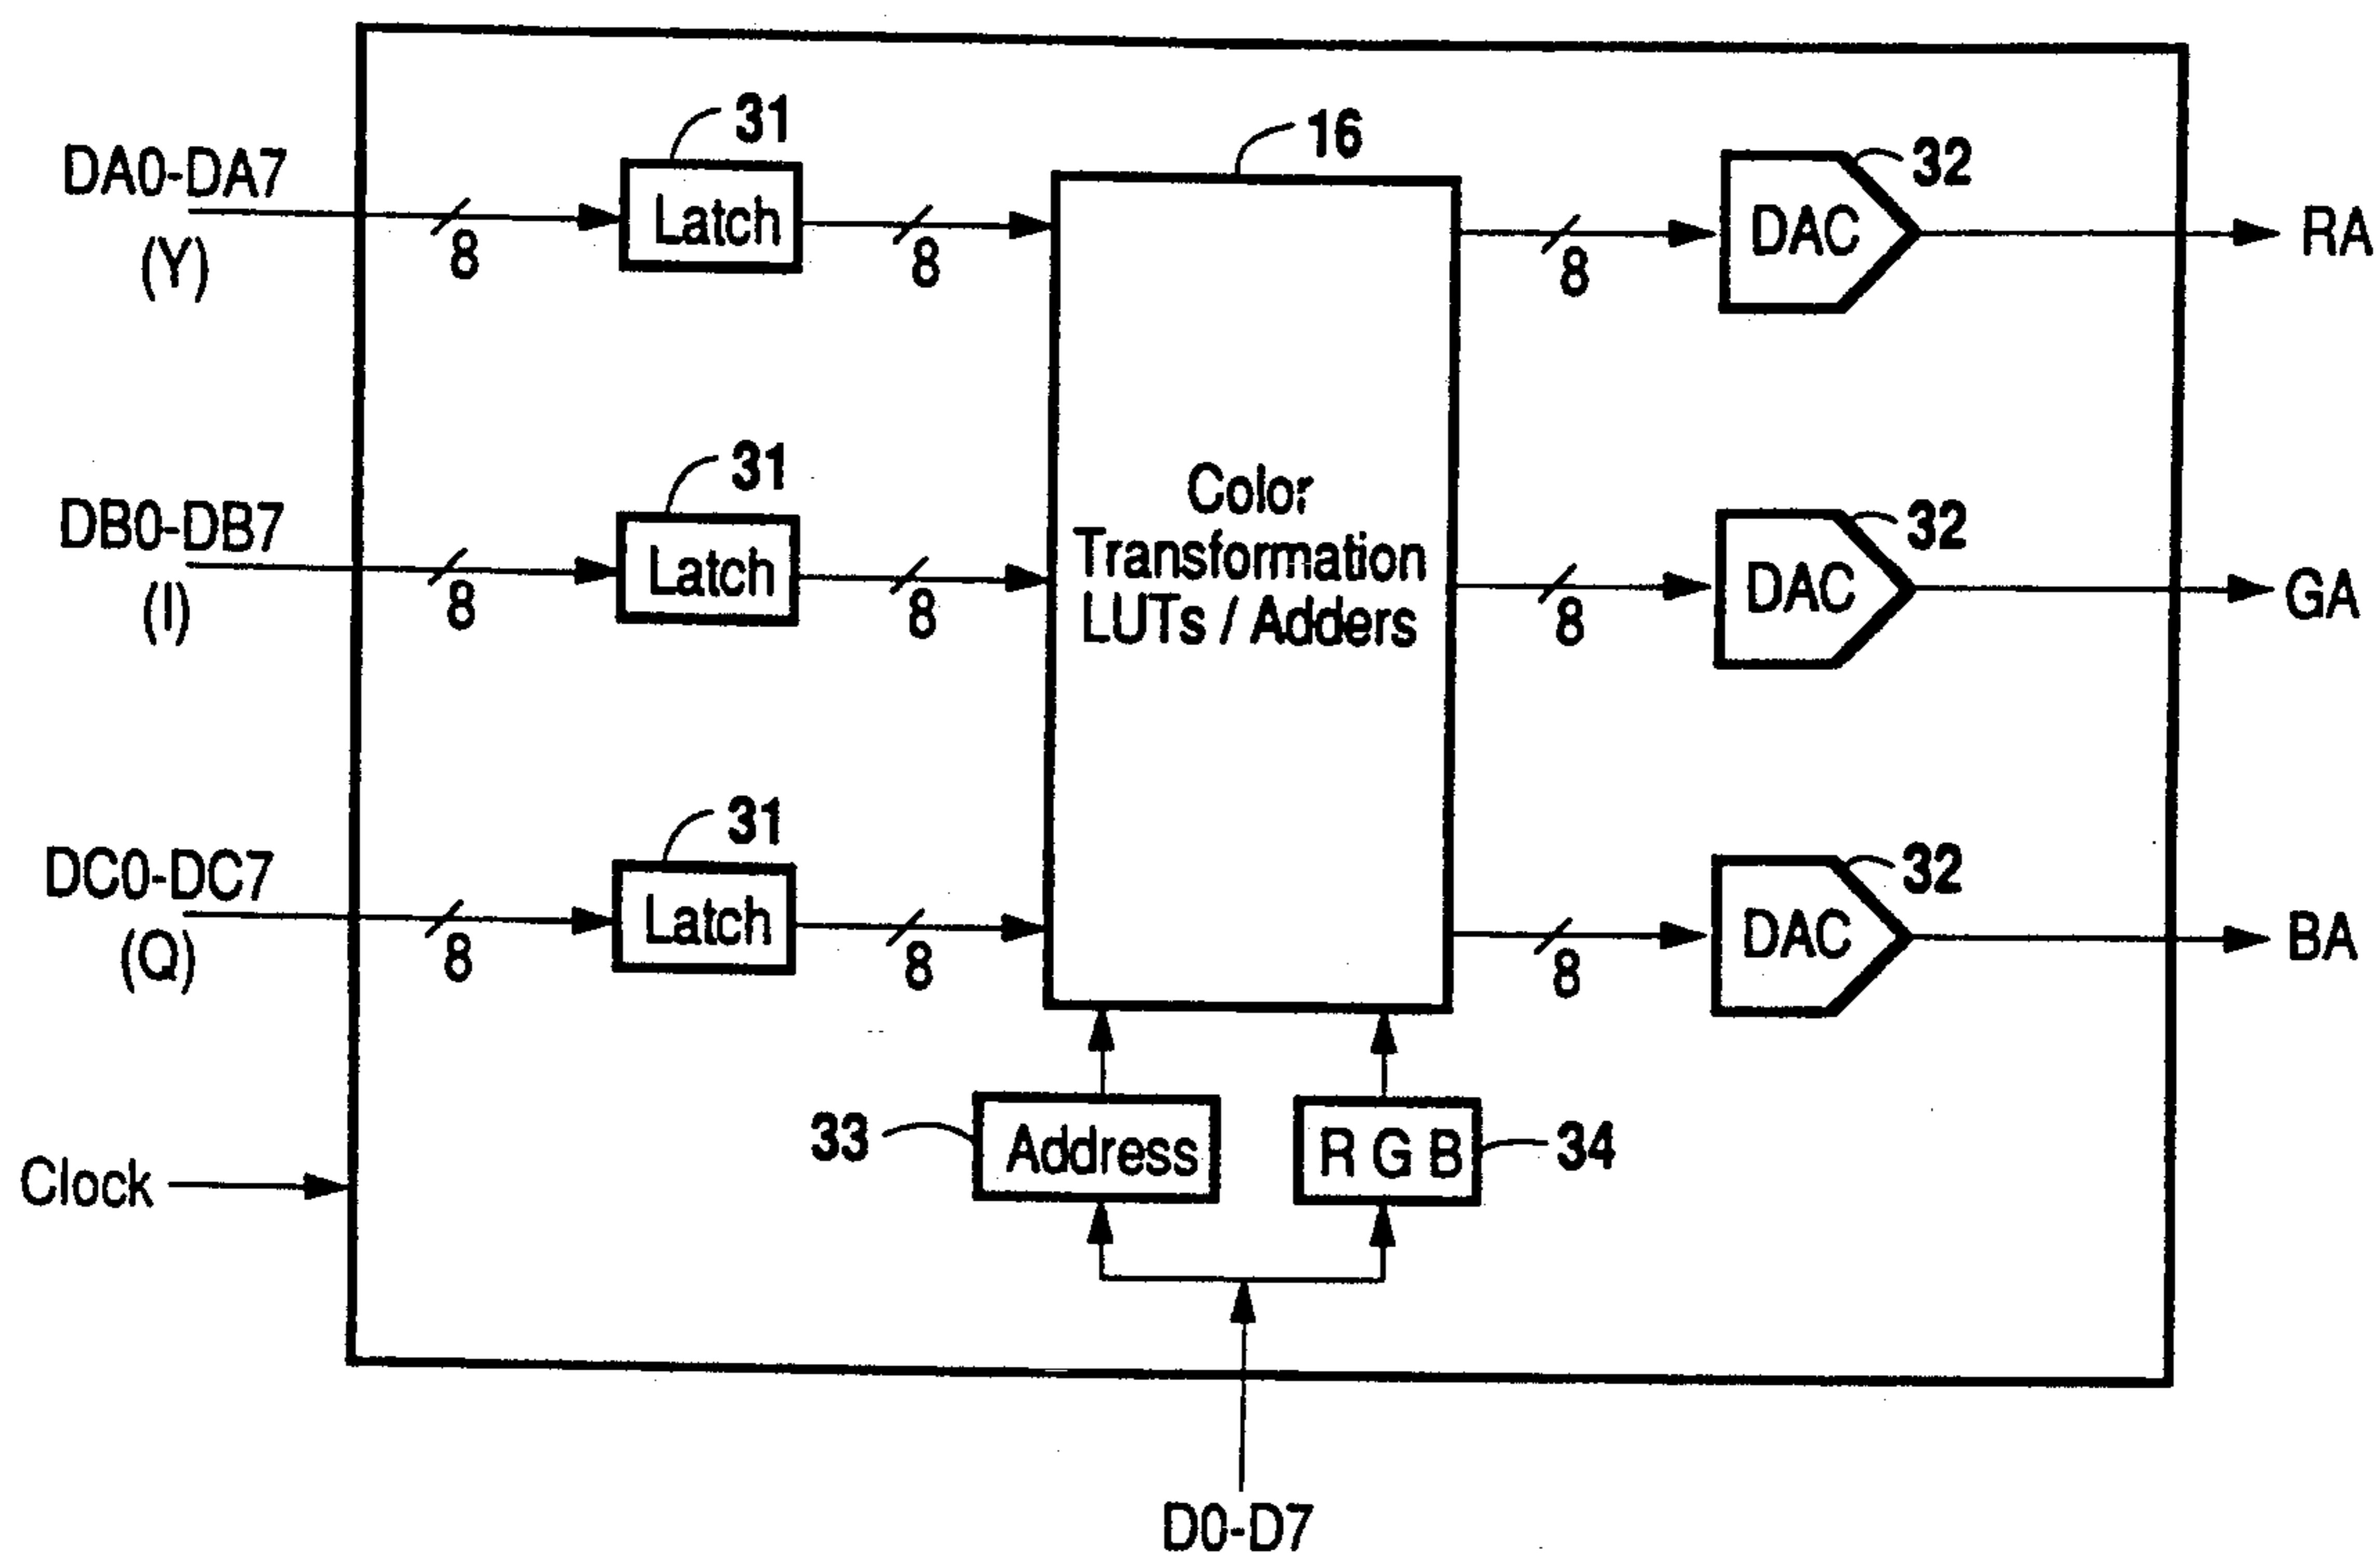 31
16
32
DA0-DA7
Latch
DAC
RA
(Y)
8
8
8
31
32
DB0-DB7
Latch
Color
Transformation
LUTs / Adders
DAC
GA
(I)
8
8
8
31
32
DC0-DC7
Latch
DAC
BA
(Q)
8
8
8
33
Address
R G B
34
Clock
D0-D7